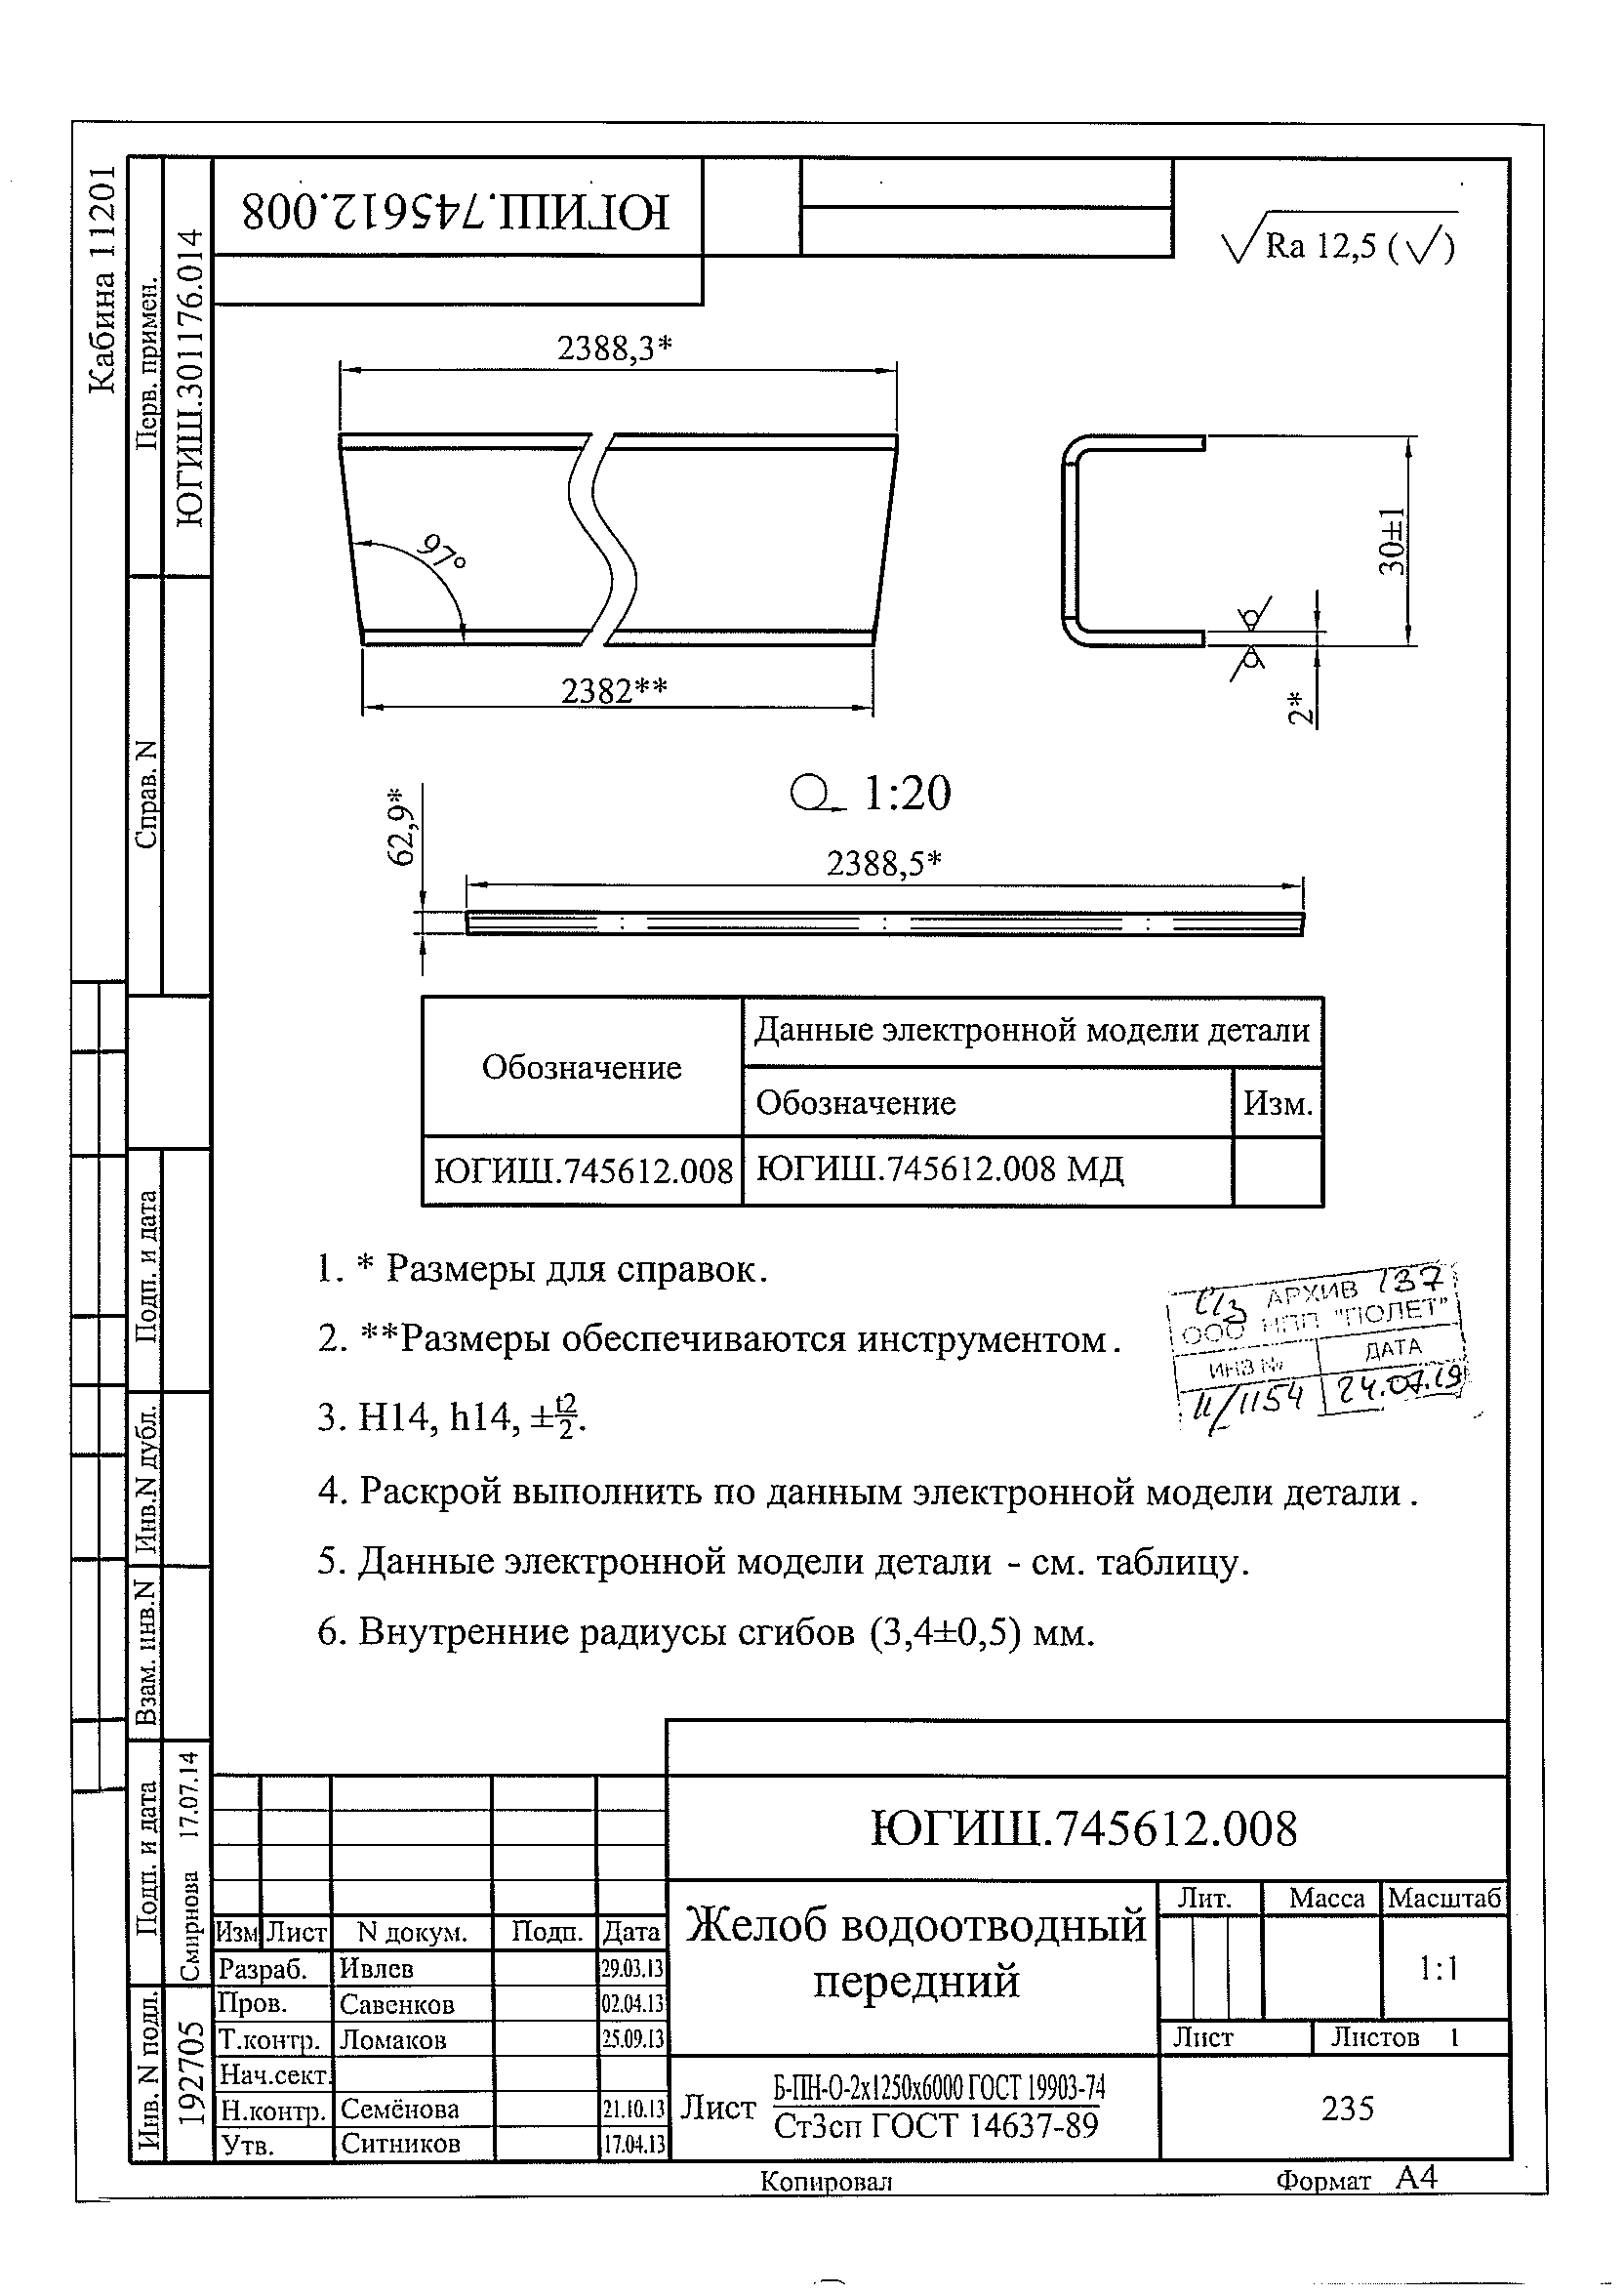 Кабина 11201
Перв. примен.
ЮГИШ.301176.014
Справ. N
Подп. и дата
Инв.N дубл.
Взам. инв.N
Подп. и дата
Смирнова 17.07.14
Инв. N подл.
192705
ЮГИШ.745612.008
Ra 12,5 (√)
2388,3*
97°
2382**
30±1
2*
1:20
62,9*
2388,5*
Обозначение
Данные электронной модели детали
Обозначение Изм.
ЮГИШ.745612.008 ЮГИШ.745612.008 МД
1. * Размеры для справок.
2. **Размеры обеспечиваются инструментом.
3. H14, h14, ±t2/2.
4. Раскрой выполнить по данным электронной модели детали .
5. Данные электронной модели детали - см. таблицу.
6. Внутренние радиусы сгибов (3,4±0,5) мм.
АРХИВ 137
ООО НПП "ПОЛЕТ"
ИНВ № ДАТА
11/1154 24.07.19
ЮГИШ.745612.008
Изм Лист N докум. Подп. Дата
Разраб. Ивлев 29.03.13
Пров. Савенков 02.04.13
Т.контр. Ломаков 25.09.13
Нач.сект.
Н.контр. Семёнова 21.10.13
Утв. Ситников 17.04.13
Желоб водоотводный
передний
Лит. Масса Масштаб
1:1
Лист Листов 1
Лист Б-ПН-О-2х1250х6000 ГОСТ 19903-74
Ст3сп ГОСТ 14637-89
235
Копировал
Формат А4